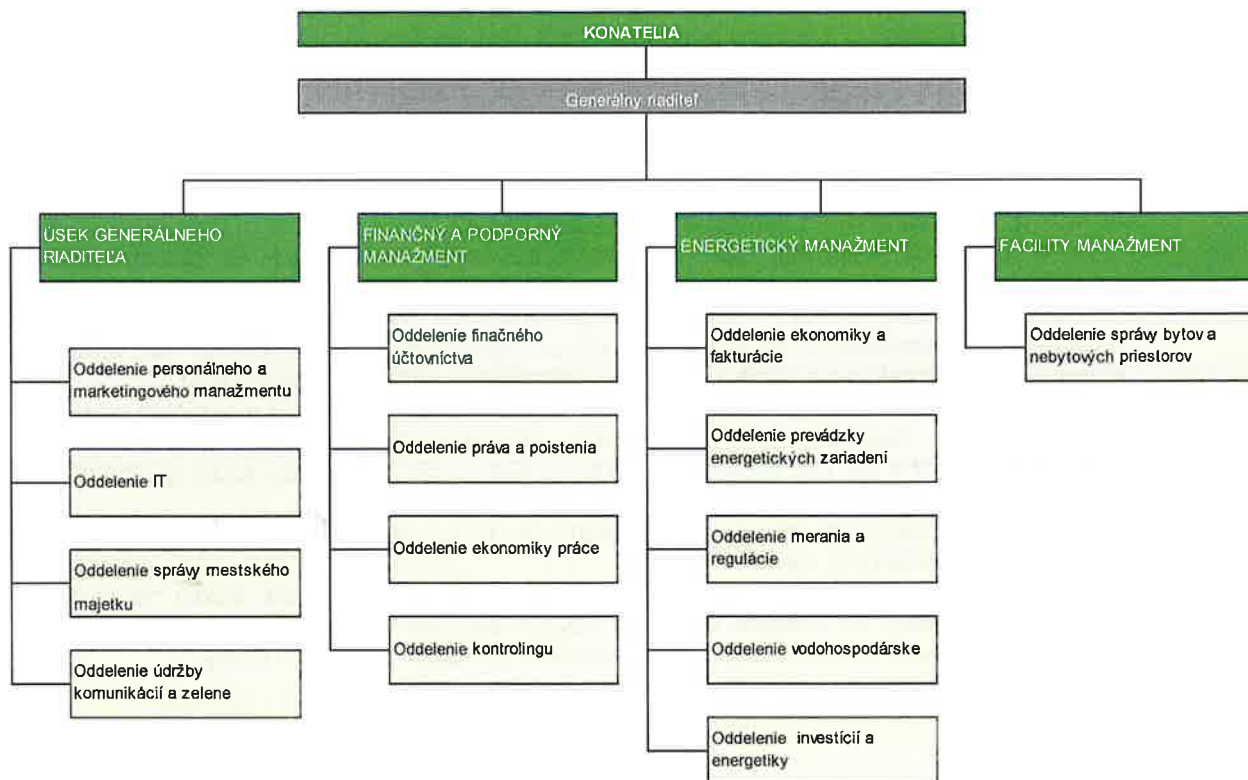 KONATELIA
Generálny riaditeľ
ÚSEK GENERÁLNEHO
RIADITEĽA
Oddelenie personálneho a
marketingového manažmentu
Oddelenie IT
Oddelenie správy mestského
majetku
Oddelenie údržby
komunikácií a zelene
FINANČNÝ A PODPORNÝ
MANAŽMENT
Oddelenie finačného
účtovníctva
Oddelenie práva a poistenia
Oddelenie ekonomiky práce
Oddelenie kontrolingu
ENERGETICKÝ MANAŽMENT
Oddelenie ekonomiky a
fakturácie
Oddelenie prevádzky
energetických zariadení
Oddelenie merania a
regulácie
Oddelenie vodohospodárske
Oddelenie investícií a
energetiky
FACILITY MANAŽMENT
Oddelenie správy bytov a
nebytových priestorov